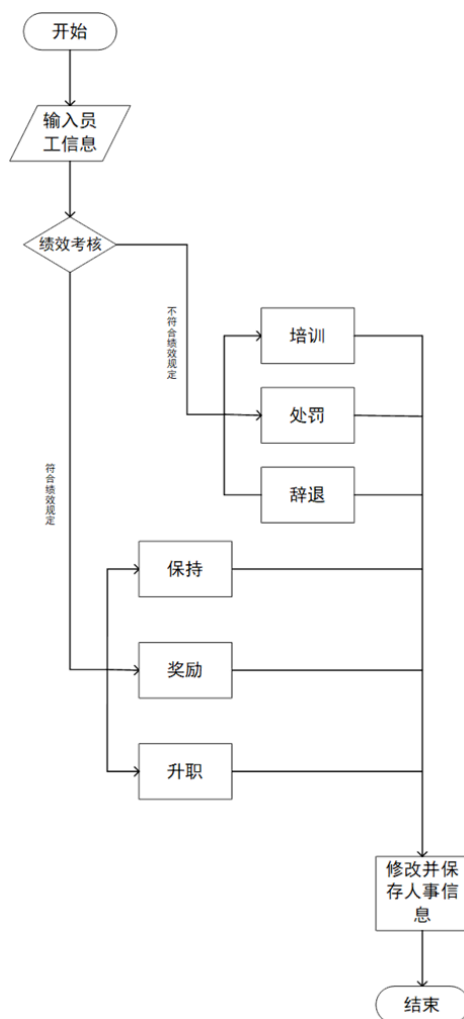 开始
输入员
工信息
绩效考核
不符合绩效规定
培训
处罚
辞退
符合绩效规定
保持
奖励
升职
修改并保
存人事信
息
结束